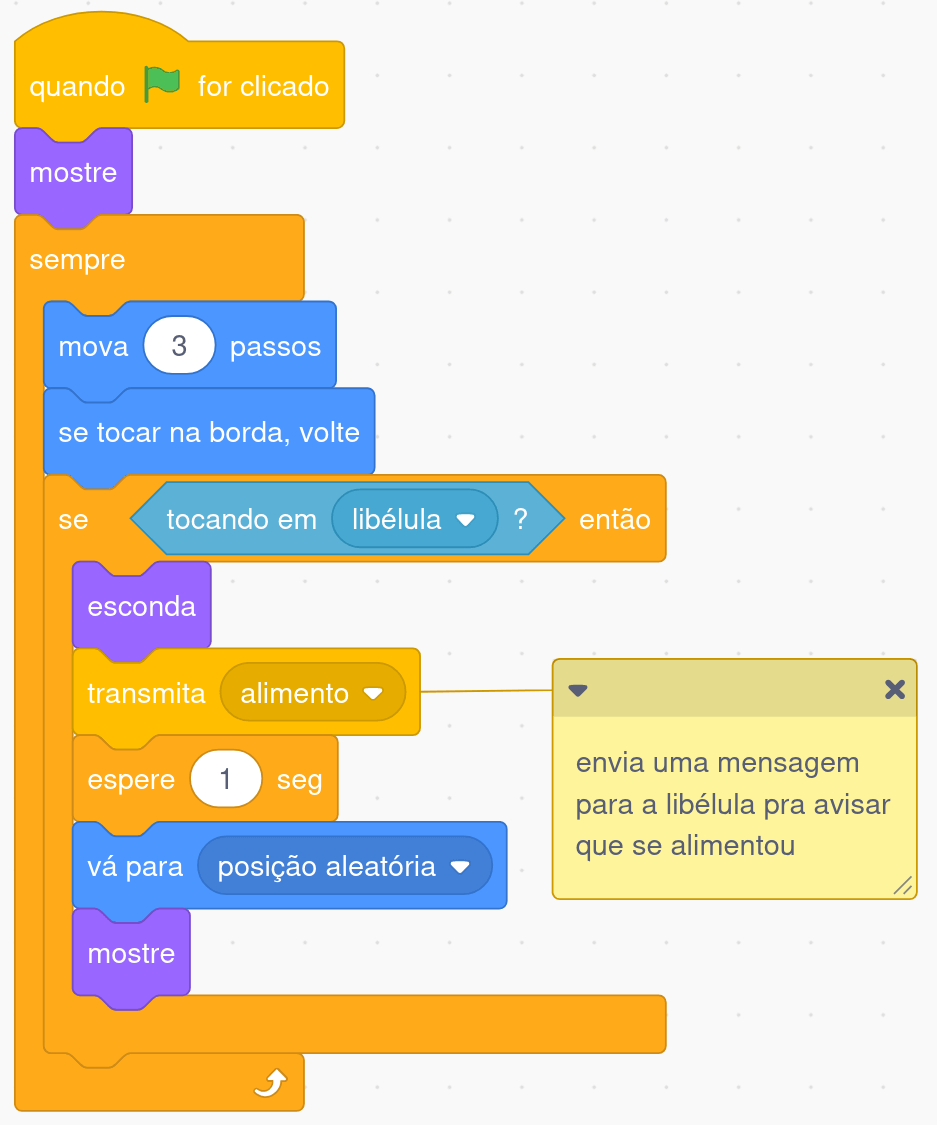 quando for clicado
mostre
sempre
mova 3 passos
se tocar na borda, volte
se tocando em libélula ? então
esconda
transmita alimento
espere 1 seg
vá para posição aleatória
mostre
envia uma mensagem
para a libélula pra avisar
que se alimentou